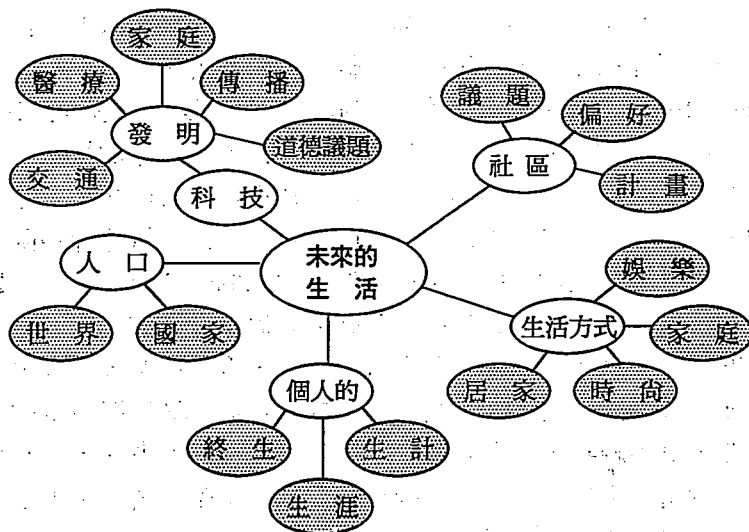 家庭
醫療
傳播
發明
道德議題
交通
科技
議題
偏好
社區
計畫
未來的
生活
人口
世界
國家
娛樂
生活方式
家庭
居家
時尚
個人的
終生
生計
生涯